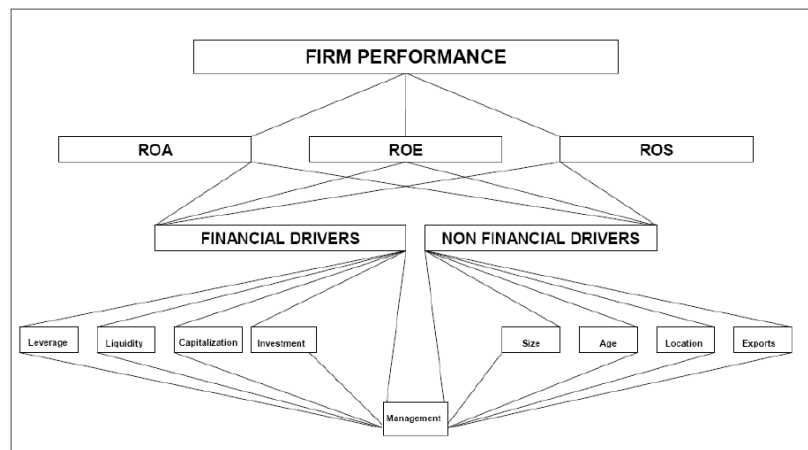 FIRM PERFORMANCE
ROA
ROE
ROS
FINANCIAL DRIVERS
NON FINANCIAL DRIVERS
Leverage
Liquidity
Capitalization
Investment
Size
Age
Location
Exports
Management